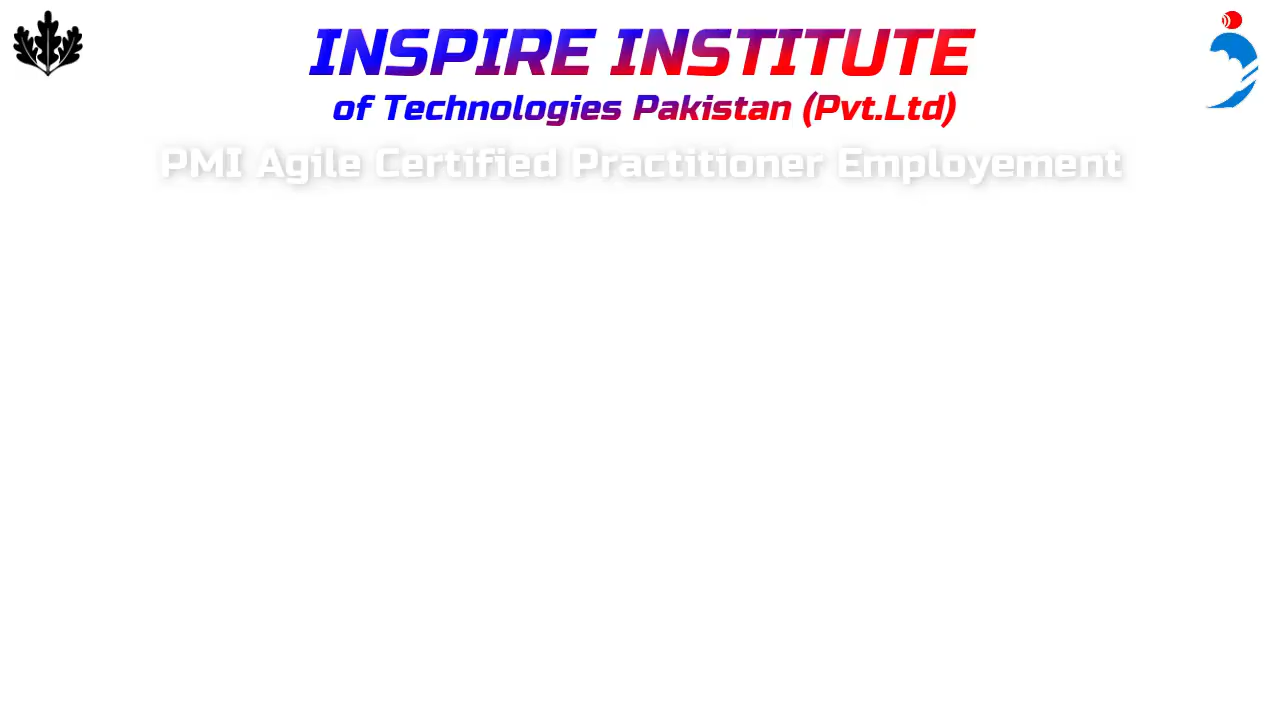 INSPIRE INSTITUTE
of Technologies Pakistan (Pvt.Ltd)
PMI Agile Certified Practitioner Employement